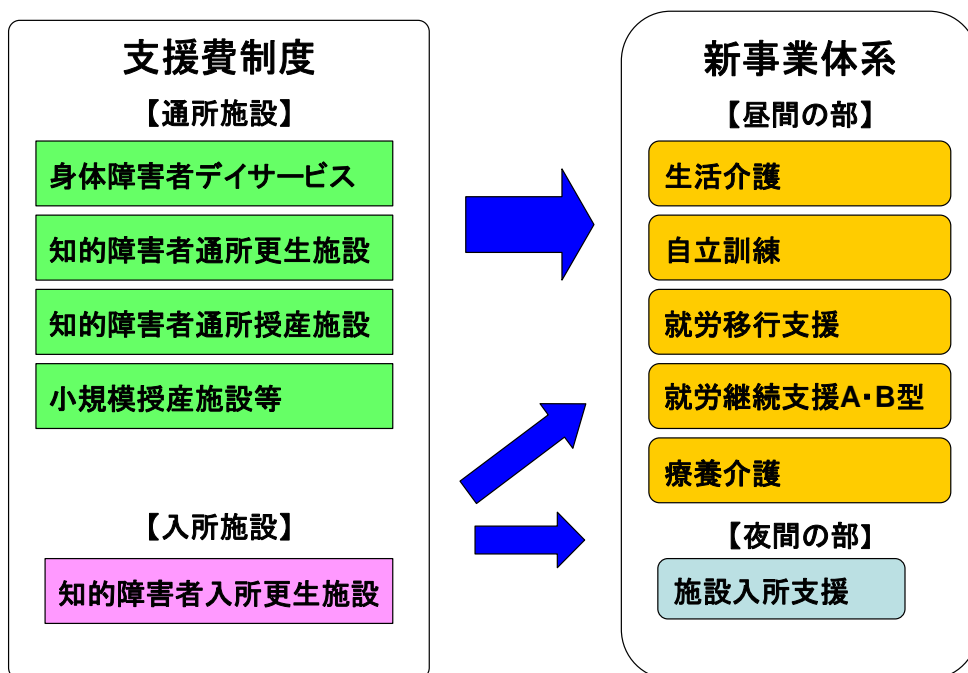 支援費制度
【通所施設】
身体障害者デイサービス
知的障害者通所更生施設
知的障害者通所授産施設
小規模授産施設等
【入所施設】
知的障害者入所更生施設
新事業体系
【昼間の部】
生活介護
自立訓練
就労移行支援
就労継続支援A・B型
療養介護
【夜間の部】
施設入所支援